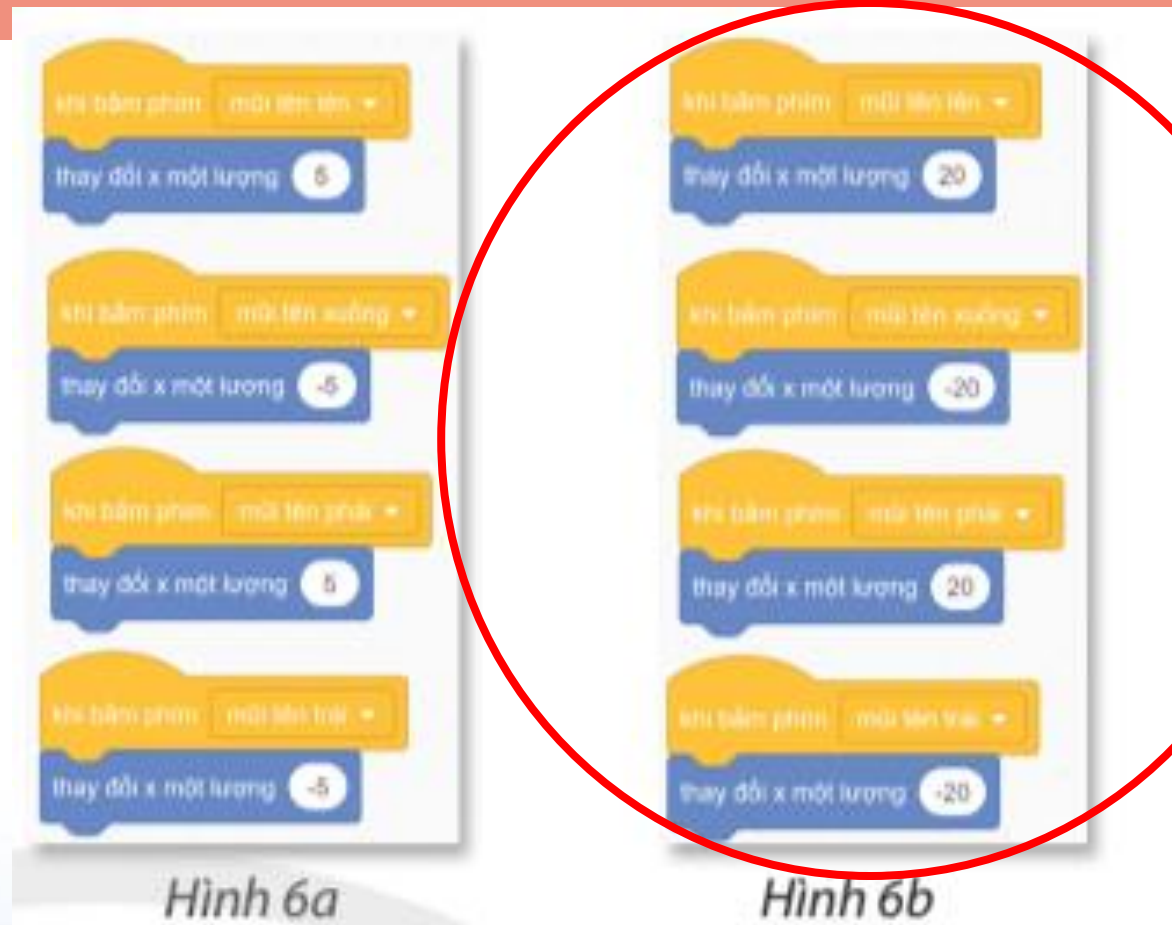 khi bấm phím mũi tên lên
thay đổi x một lượng 5
khi bấm phím mũi tên xuống
thay đổi x một lượng -5
khi bấm phím mũi tên phải
thay đổi x một lượng 5
khi bấm phím mũi tên trái
thay đổi x một lượng -5
Hình 6a
khi bấm phím mũi tên lên
thay đổi x một lượng 20
khi bấm phím mũi tên xuống
thay đổi x một lượng -20
khi bấm phím mũi tên phải
thay đổi x một lượng 20
khi bấm phím mũi tên trái
thay đổi x một lượng -20
Hình 6b